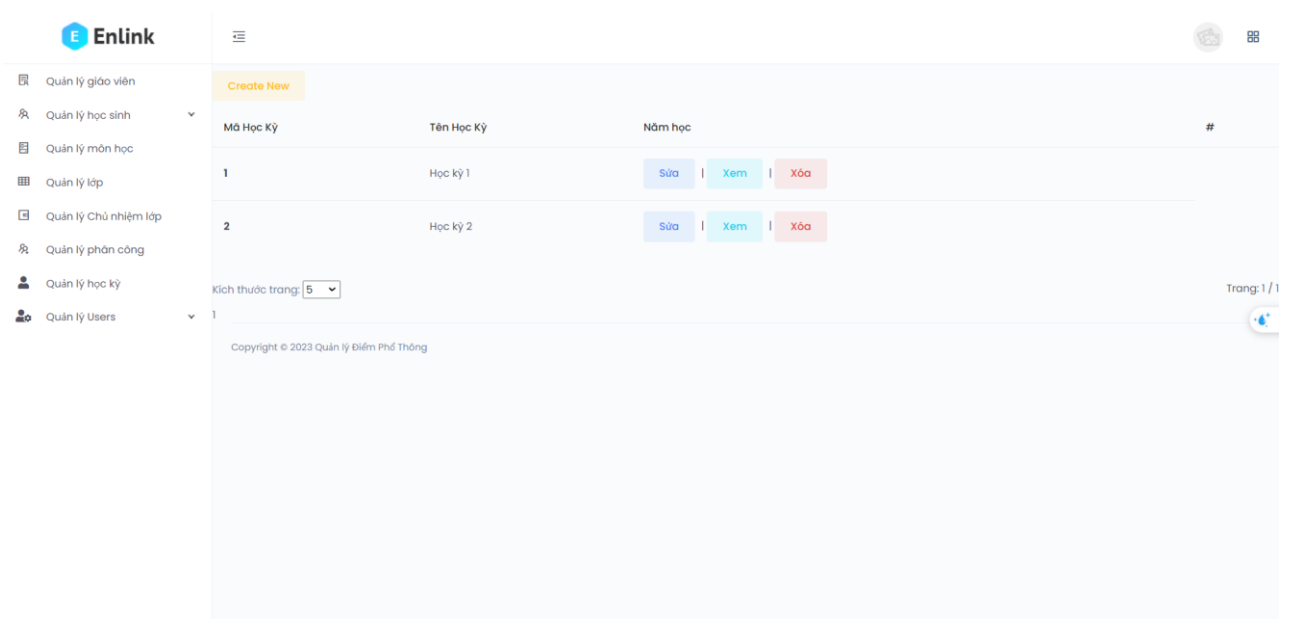 E Enlink
Create New
Quản lý giáo viên
Quản lý học sinh
Quản lý môn học
Quản lý lớp
Quản lý Chủ nhiệm lớp
Quản lý phân công
Quản lý học kỳ
Quản lý Users
Mã Học Kỳ Tên Học Kỳ Năm học #
1 Học kỳ 1 Sửa | Xem | Xóa
2 Học kỳ 2 Sửa | Xem | Xóa
Kích thước trang: 5 Trang: 1 / 1
1
Copyright © 2023 Quản lý Điểm Phổ Thông